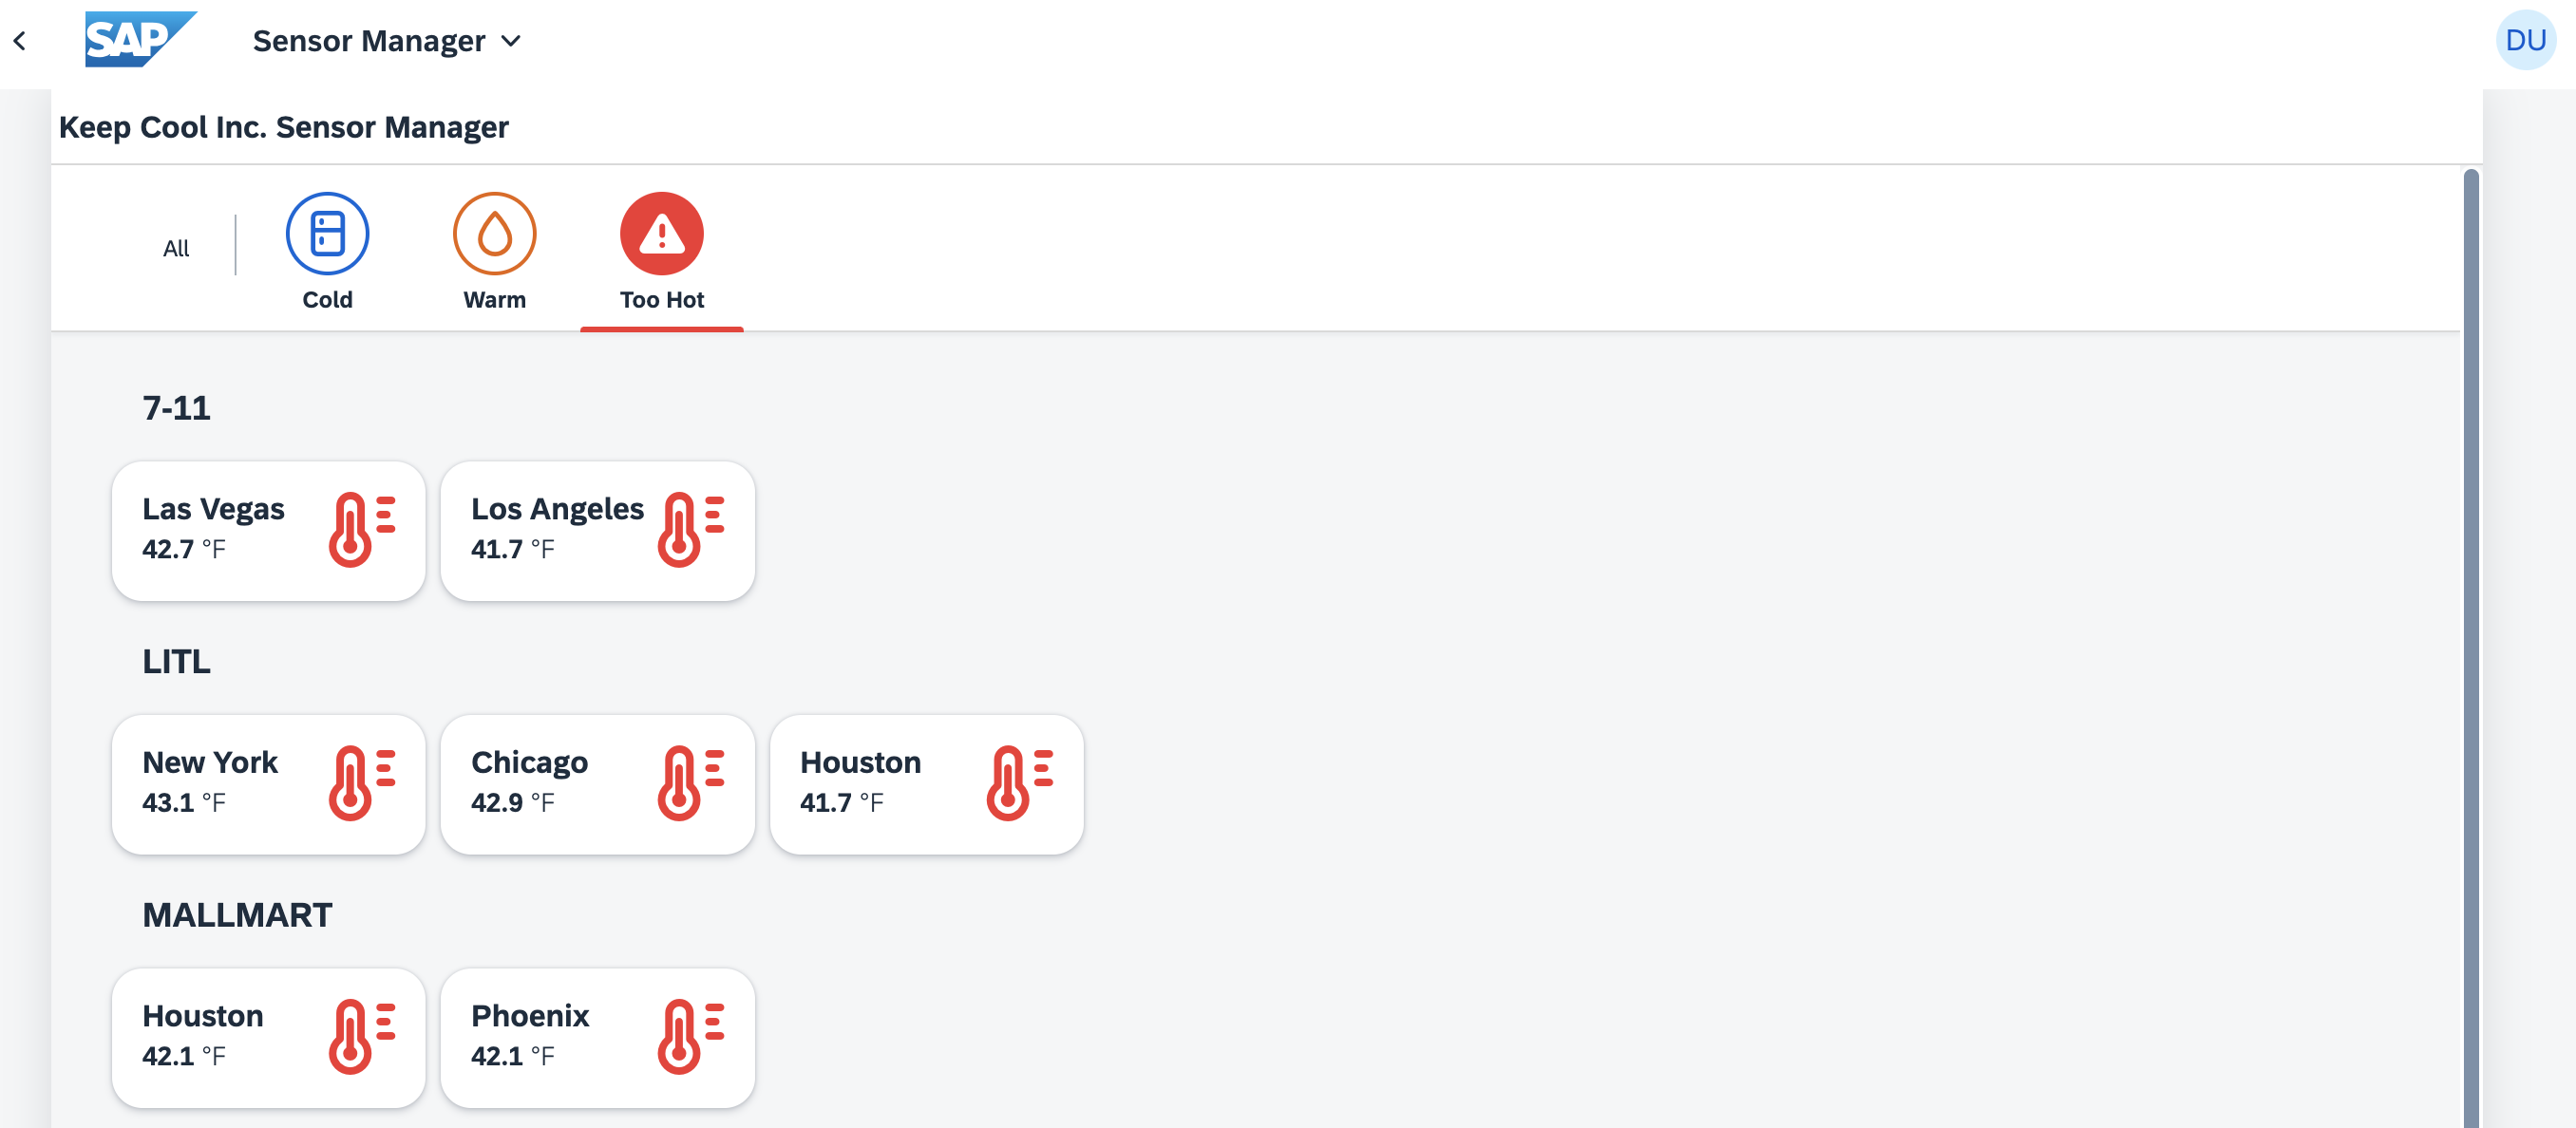 SAP Sensor Manager DU
Keep Cool Inc. Sensor Manager
All Cold Warm Too Hot
7-11
Las Vegas Los Angeles
42.7 °F 41.7 °F
LITL
New York Chicago Houston
43.1 °F 42.9 °F 41.7 °F
MALLMART
Houston Phoenix
42.1 °F 42.1 °F